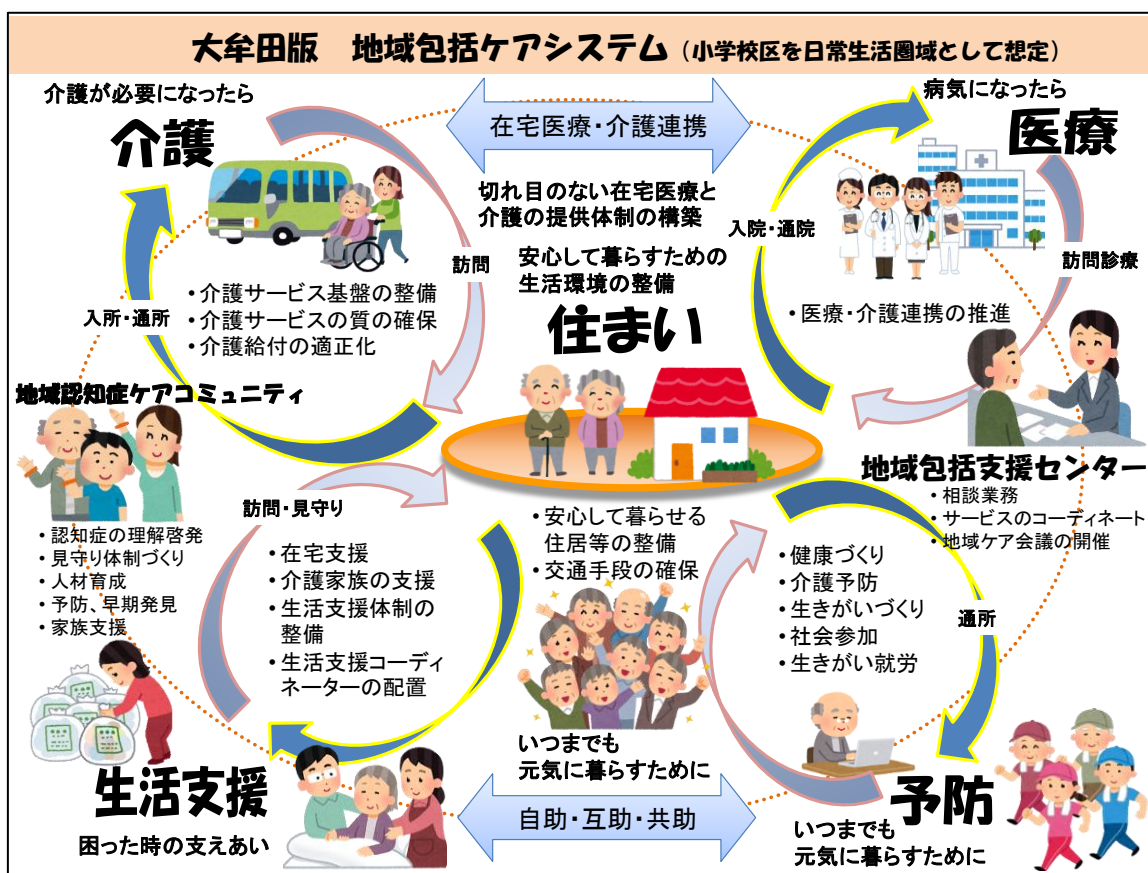 大牟田版 地域包括ケアシステム（小学校区を日常生活圏域として想定）
介護が必要になったら
介護
在宅医療・介護連携
病気になったら
医療
切れ目のない在宅医療と
介護の提供体制の構築
訪問
入院・通院
訪問診療
安心して暮らすための
生活環境の整備
住まい
入所・通所
・介護サービス基盤の整備
・介護サービスの質の確保
・介護給付の適正化
・医療・介護連携の推進
地域認知症ケアコミュニティ
・認知症の理解啓発
・見守り体制づくり
・人材育成
・予防、早期発見
・家族支援
訪問・見守り
・在宅支援
・介護家族の支援
・生活支援体制の
整備
・生活支援コーディ
ネーターの配置
・安心して暮らせる
住居等の整備
・交通手段の確保
地域包括支援センター
・相談業務
・サービスのコーディネート
・地域ケア会議の開催
・健康づくり
・介護予防
・生きがいづくり
・社会参加
・生きがい就労
通所
いつまでも
元気に暮らすために
生活支援
困った時の支えあい
自助・互助・共助
予防
いつまでも
元気に暮らすために